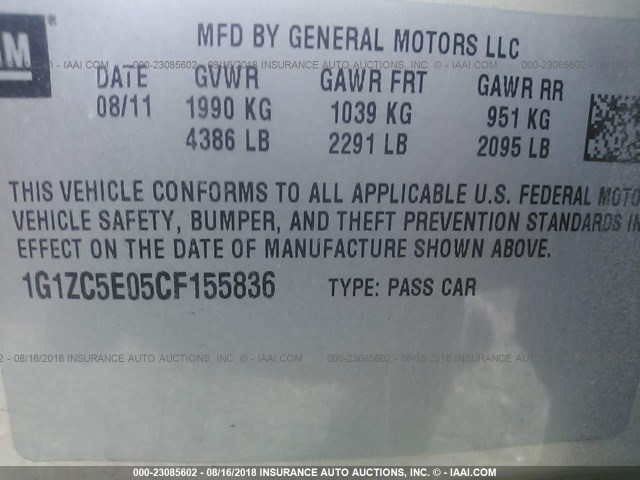 GM
MFD BY GENERAL MOTORS LLC
DATE GVWR GAWR FRT GAWR RR
08/11 1990 KG 1039 KG 951 KG
4386 LB 2291 LB 2095 LB
THIS VEHICLE CONFORMS TO ALL APPLICABLE U.S. FEDERAL MOTO
VEHICLE SAFETY, BUMPER, AND THEFT PREVENTION STANDARDS IN
EFFECT ON THE DATE OF MANUFACTURE SHOWN ABOVE.
1G1ZC5E05CF155836 TYPE: PASS CAR
000-23085602 - 08/16/2018 INSURANCE AUTO AUCTIONS, INC. - IAAI.COM